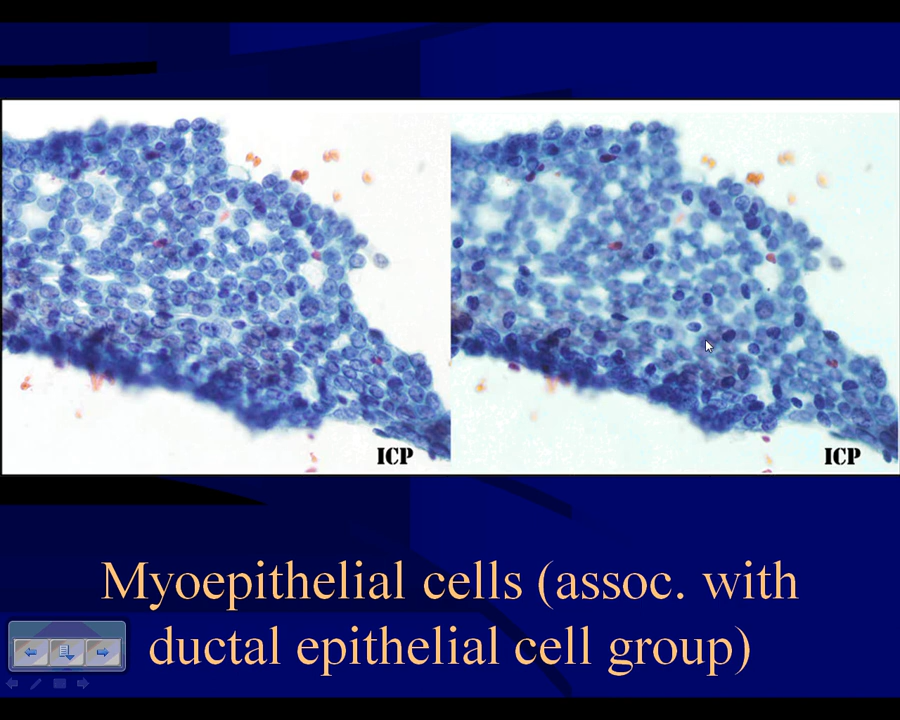 ICP
ICP
Myoepithelial cells (assoc. with
ductal epithelial cell group)